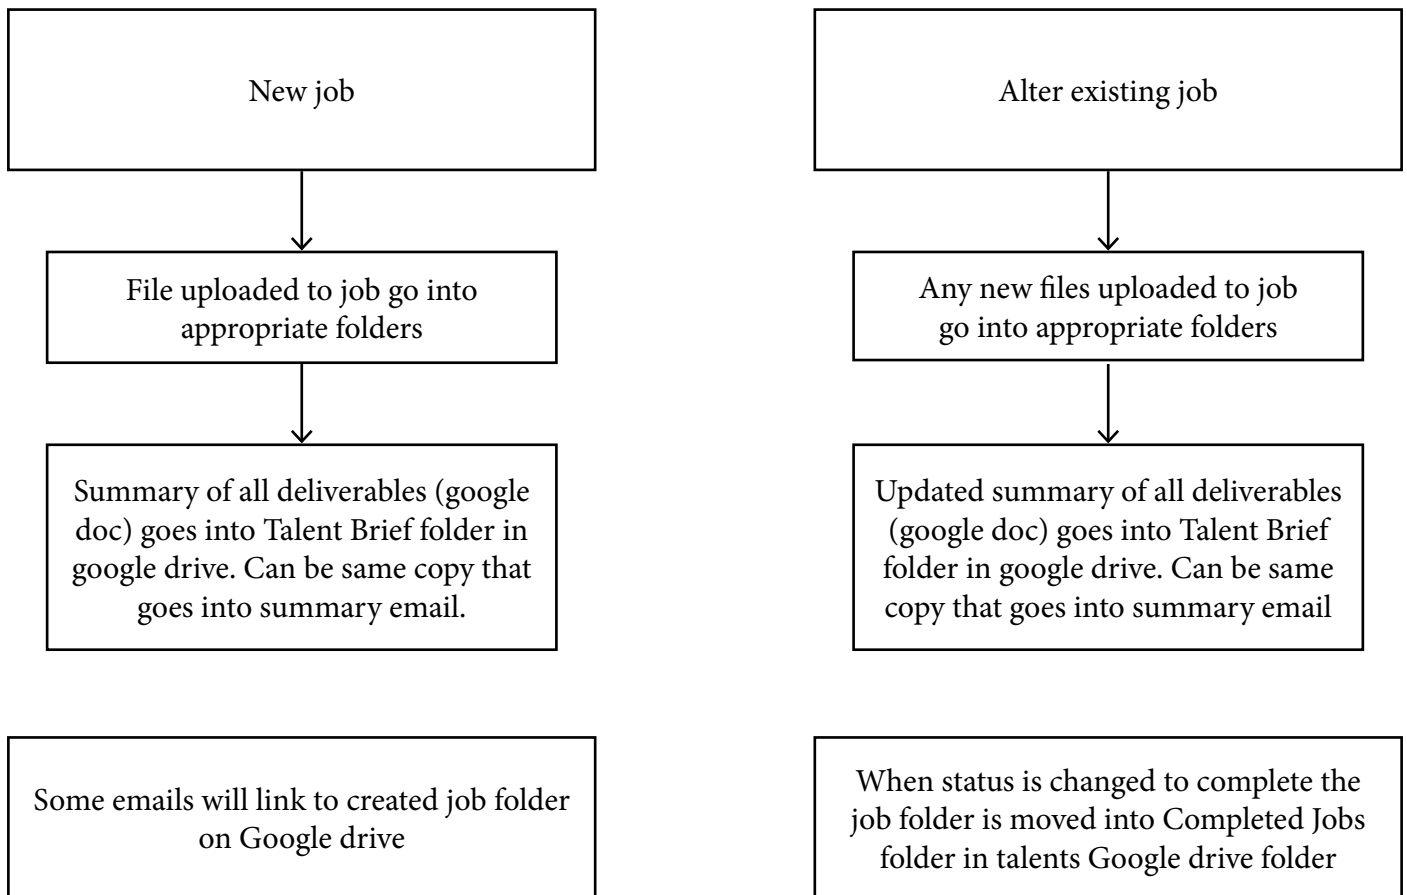 New job
File uploaded to job go into
appropriate folders
Summary of all deliverables (google
doc) goes into Talent Brief folder in
google drive. Can be same copy that
goes into summary email.
Some emails will link to created job folder
on Google drive
Alter existing job
Any new files uploaded to job
go into appropriate folders
Updated summary of all deliverables
(google doc) goes into Talent Brief
folder in google drive. Can be same
copy that goes into summary email
When status is changed to complete the
job folder is moved into Completed Jobs
folder in talents Google drive folder